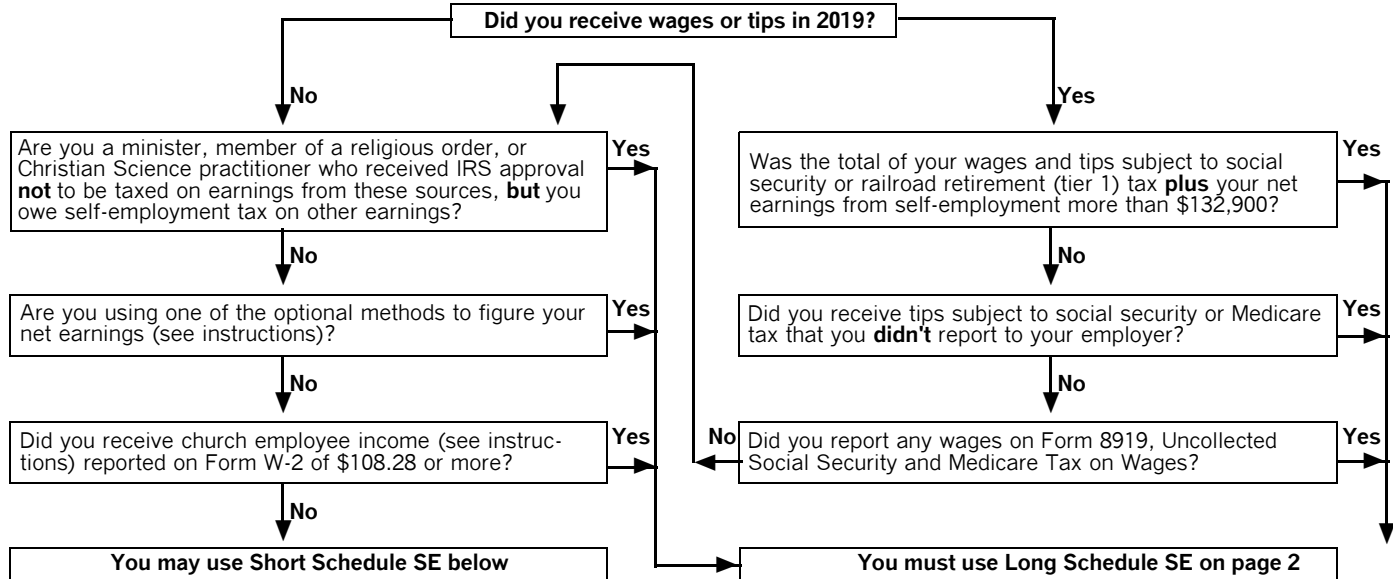 Did you receive wages or tips in 2019?
No
Yes
Are you a minister, member of a religious order, or
Christian Science practitioner who received IRS approval
not to be taxed on earnings from these sources, but you
owe self-employment tax on other earnings?
Yes
Was the total of your wages and tips subject to social
security or railroad retirement (tier 1) tax plus your net
earnings from self-employment more than $132,900?
Yes
No
No
Are you using one of the optional methods to figure your
net earnings (see instructions)?
Yes
Did you receive tips subject to social security or Medicare
tax that you didn't report to your employer?
Yes
No
No
Did you receive church employee income (see instruc-
tions) reported on Form W-2 of $108.28 or more?
Yes
No
Did you report any wages on Form 8919, Uncollected
Social Security and Medicare Tax on Wages?
Yes
No
You may use Short Schedule SE below
You must use Long Schedule SE on page 2